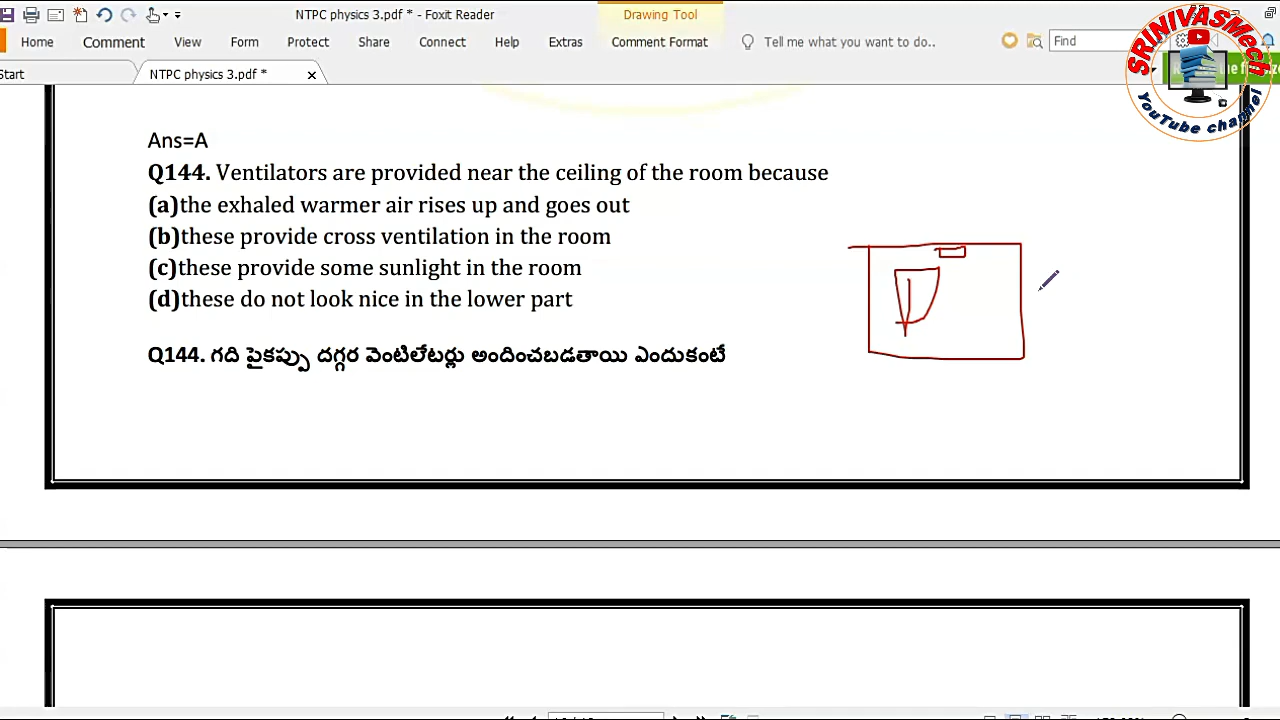 NTPC physics 3.pdf * - Foxit Reader
Drawing Tool
Home Comment View Form Protect Share Connect Help Extras Comment Format Tell me what you want to do.. Find
Start
NTPC physics 3.pdf *
SRINIVASMech
YouTube channel
Ans=A
Q144. Ventilators are provided near the ceiling of the room because
(a)the exhaled warmer air rises up and goes out
(b)these provide cross ventilation in the room
(c)these provide some sunlight in the room
(d)these do not look nice in the lower part
Q144. గది పైకప్పు దగ్గర వెంటిలేటర్లు అందించబడతాయి ఎందుకంటే